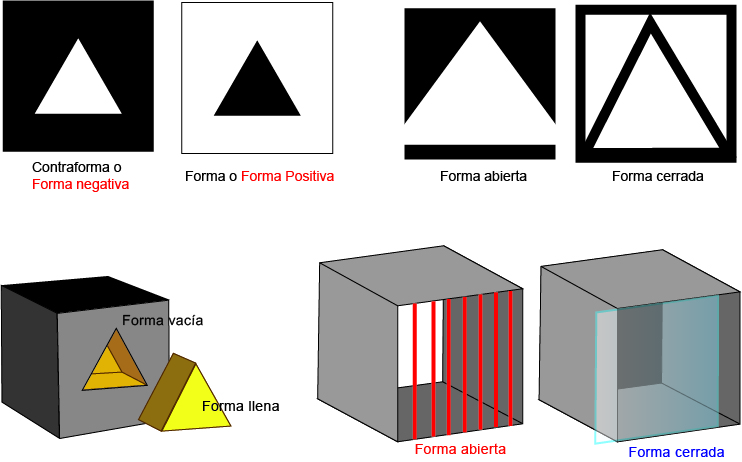 Contraforma o
Forma negativa
Forma o Forma Positiva
Forma abierta
Forma cerrada
Forma vacía
Forma llena
Forma abierta
Forma cerrada